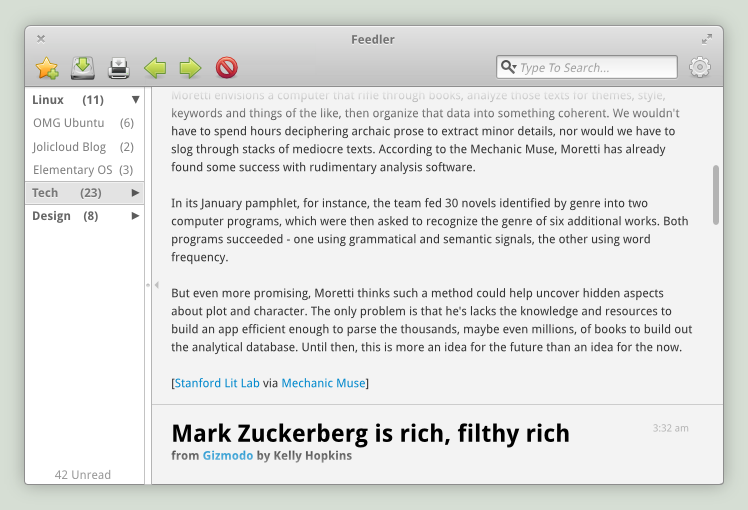 Feedler
Type To Search...
Linux (11)
OMG Ubuntu (6)
Jolicloud Blog (2)
Elementary OS (3)
Tech (23)
Design (8)
42 Unread
Moretti envisions a computer that rifle through books, analyze those texts for themes, style,
keywords and things of the like, then organize that data into something coherent. We wouldn't
have to spend hours deciphering archaic prose to extract minor details, nor would we have to
slog through stacks of mediocre texts. According to the Mechanic Muse, Moretti has already
found some success with rudimentary analysis software.
In its January pamphlet, for instance, the team fed 30 novels identified by genre into two
computer programs, which were then asked to recognize the genre of six additional works. Both
programs succeeded - one using grammatical and semantic signals, the other using word
frequency.
But even more promising, Moretti thinks such a method could help uncover hidden aspects
about plot and character. The only problem is that he's lacks the knowledge and resources to
build an app efficient enough to parse the thousands, maybe even millions, of books to build out
the analytical database. Until then, this is more an idea for the future than an idea for the now.
[Stanford Lit Lab via Mechanic Muse]
Mark Zuckerberg is rich, filthy rich
3:32 am
from Gizmodo by Kelly Hopkins